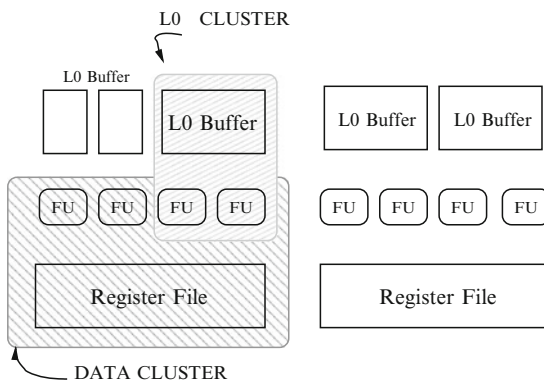 L0 CLUSTER
L0 Buffer
L0 Buffer
L0 Buffer
L0 Buffer
FU FU FU FU
FU FU FU FU
Register File
Register File
DATA CLUSTER